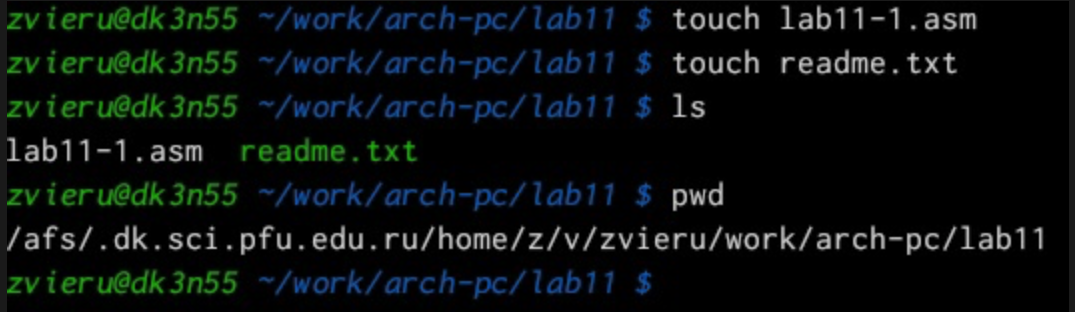 zvieru@dk3n55 ~/work/arch-pc/lab11 $ touch lab11-1.asm
zvieru@dk3n55 ~/work/arch-pc/lab11 $ touch readme.txt
zvieru@dk3n55 ~/work/arch-pc/lab11 $ ls
lab11-1.asm  readme.txt
zvieru@dk3n55 ~/work/arch-pc/lab11 $ pwd
/afs/.dk.sci.pfu.edu.ru/home/z/v/zvieru/work/arch-pc/lab11
zvieru@dk3n55 ~/work/arch-pc/lab11 $